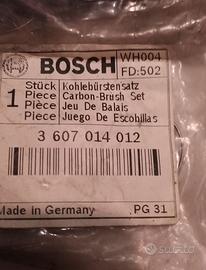 BOSCH
WH004
FD:502
1
Stück Kohlebürstensatz
Piece Carbon-Brush Set
Pièce Jeu De Balais
Pieza Juego De Escobillas
3 607 014 012
Made in Germany PG 31
subito